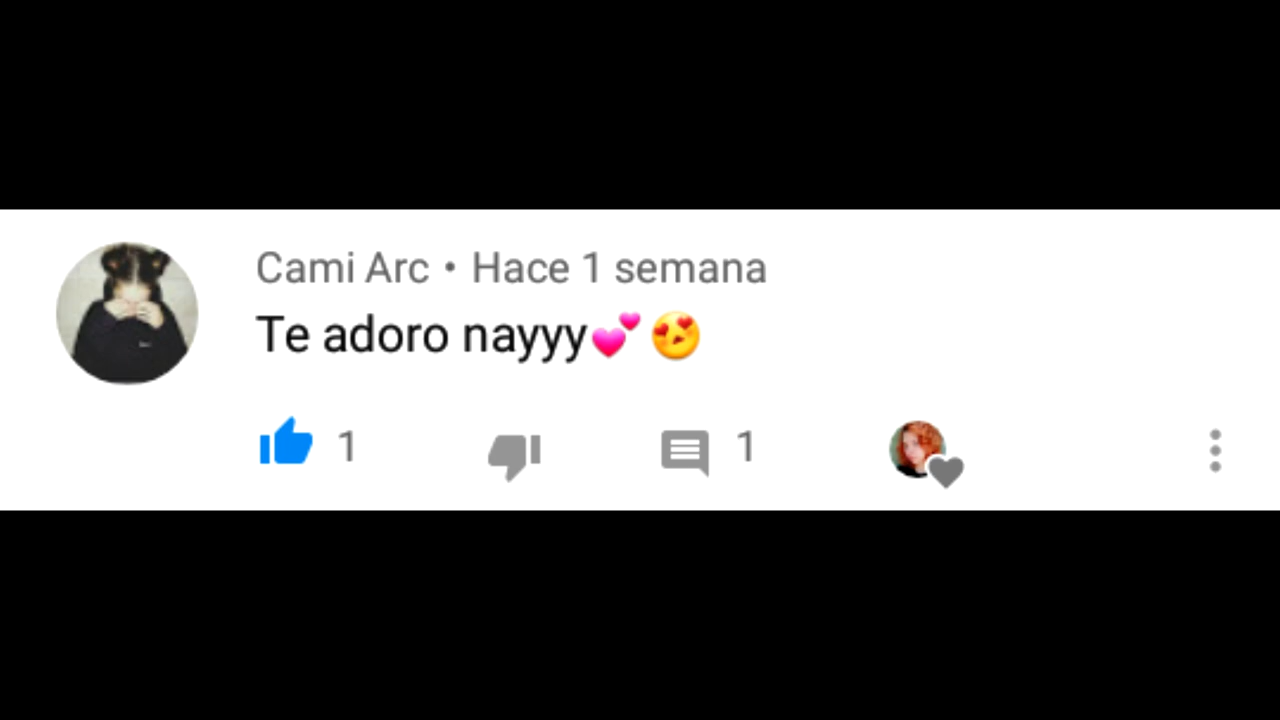 Cami Arc • Hace 1 semana
Te adoro nayyy💕😍
1 1